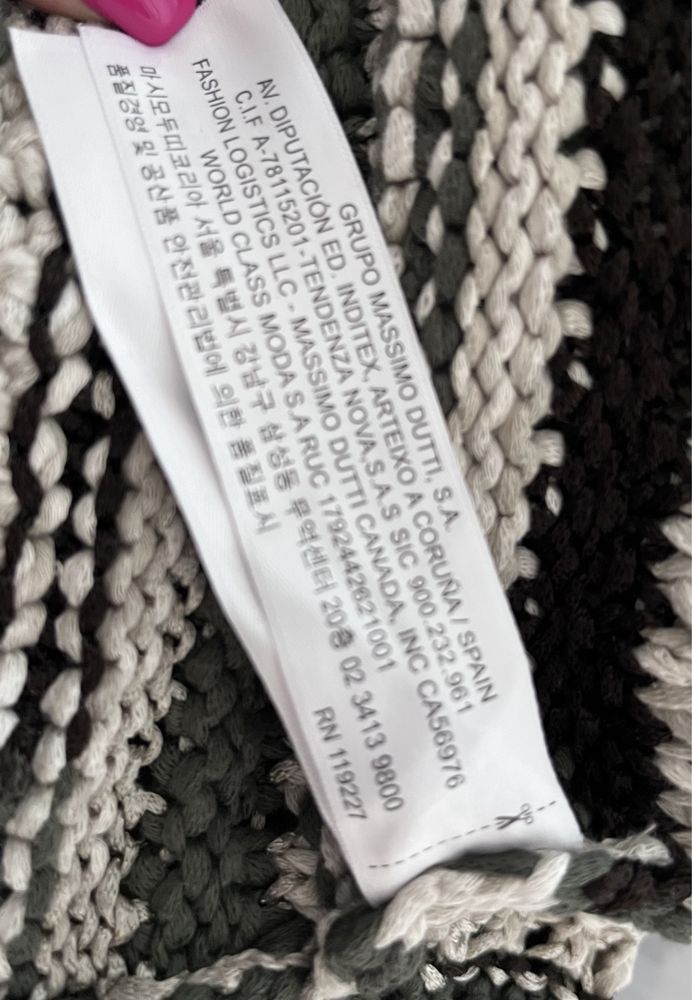 GRUPO MASSIMO DUTTI, S.A.
AV. DIPUTACIÓN ED. INDITEX, ARTEIXO A CORUÑA / SPAIN
C.I.F A-78115201-TENDENZA NOVA S.A.S SIC 900.232.961
FASHION LOGISTICS LLC - MASSIMO DUTTI CANADA, INC CA56976
WORLD CLASS MODA S.A RUC 1792442621001
마시모두띠코리아 서울 특별시 강남구 삼성동 무역센터 20층 02 3413 9800
품질경영 및 공산품 안전관리법에 의한 품질표시
RN 119227